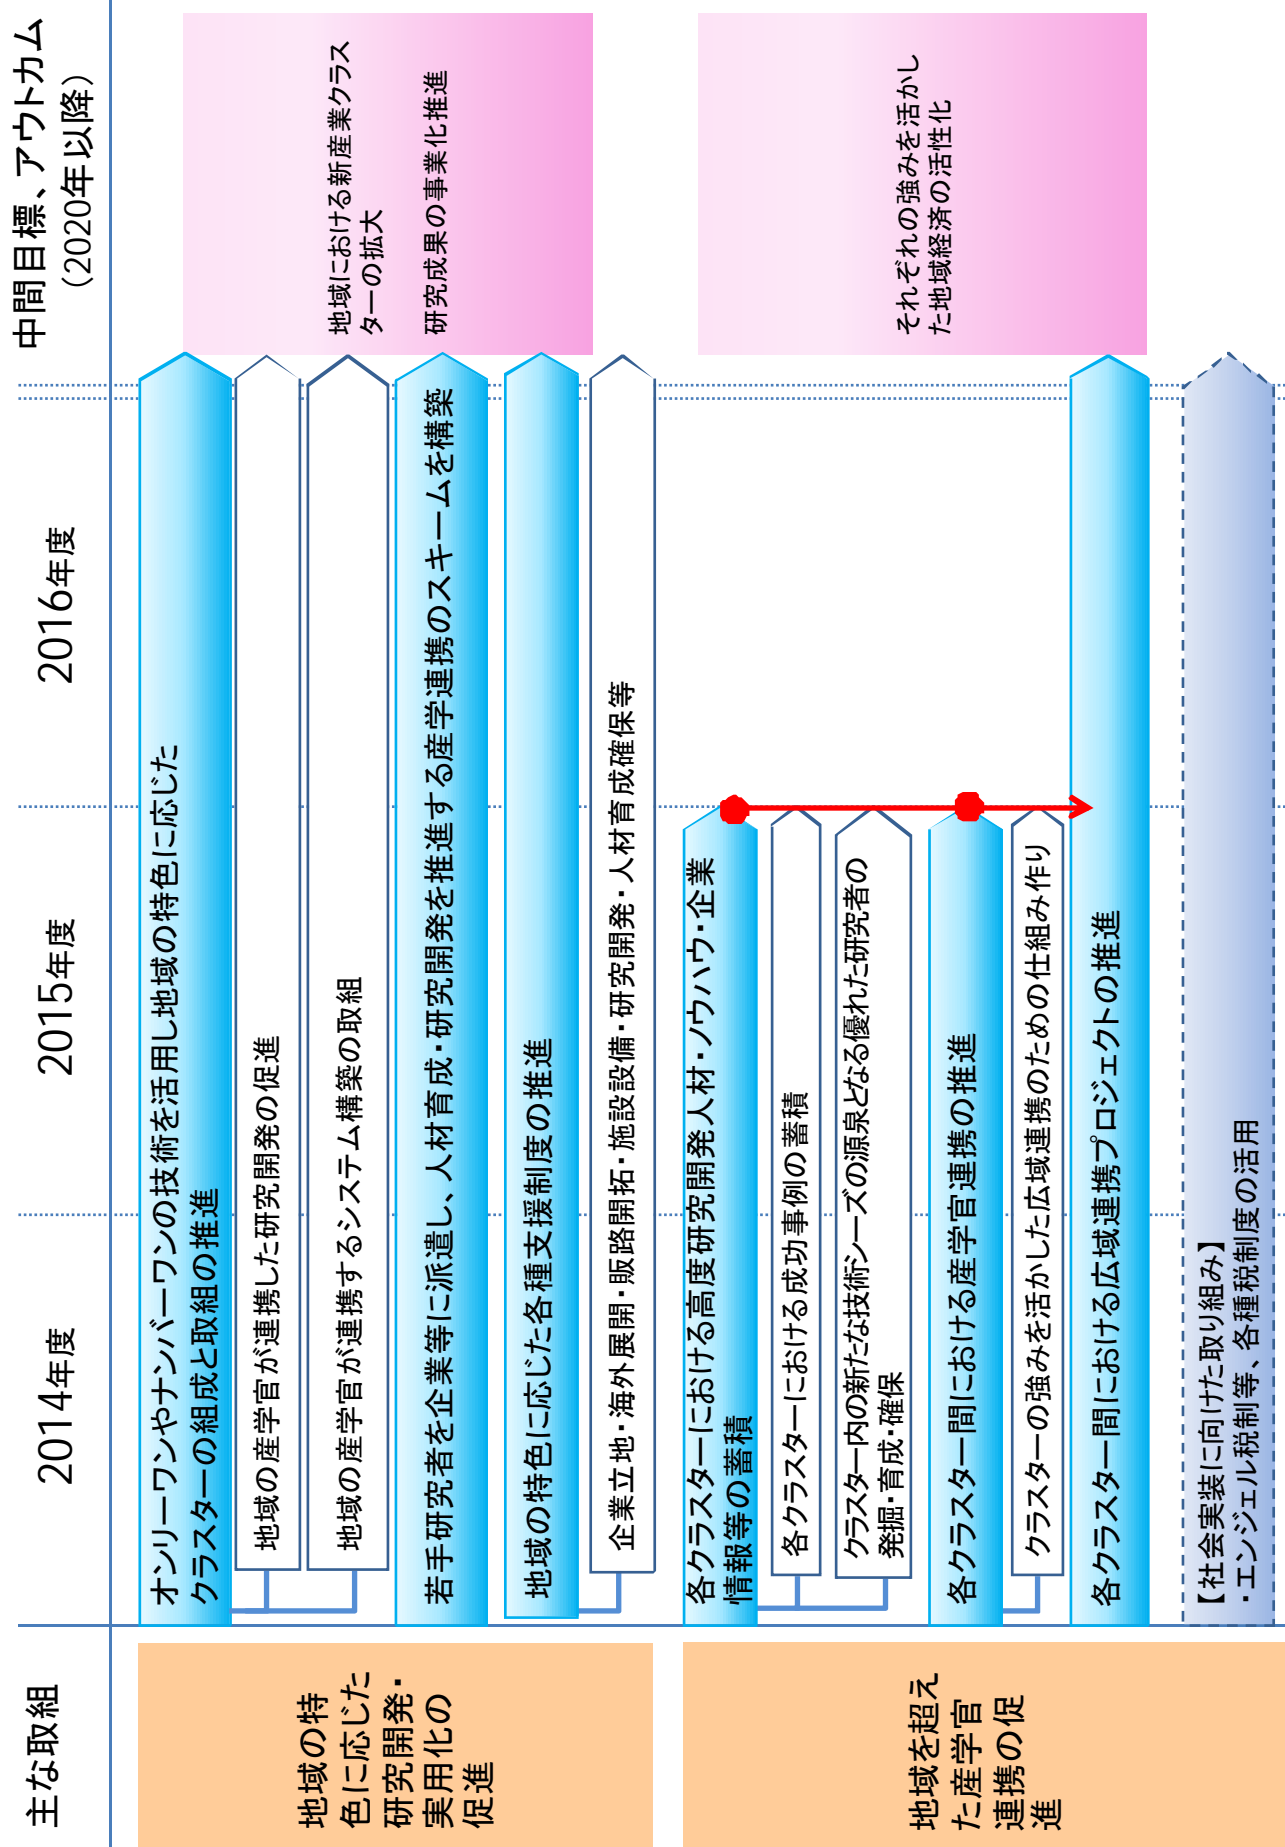 主な取組
2014年度
2015年度
2016年度
中間目標、アウトカム
（2020年以降）
地域の特
色に応じた
研究開発・
実用化の
促進
オンリーワンやナンバーワンの技術を活用し地域の特色に応じた
クラスターの組成と取組の推進
地域の産学官が連携した研究開発の促進
地域の産学官が連携するシステム構築の取組
若手研究者を企業等に派遣し、人材育成・研究開発を推進する産学連携のスキームを構築
地域の特色に応じた各種支援制度の推進
企業立地・海外展開・販路開拓・施設設備・研究開発・人材育成確保等
地域における新産業クラス
ターの拡大
研究成果の事業化推進
地域を超え
た産学官
連携の促
進
各クラスターにおける高度研究開発人材・ノウハウ・企業
情報等の蓄積
各クラスターにおける成功事例の蓄積
クラスター内の新たな技術シーズの源泉となる優れた研究者の
発掘・育成・確保
各クラスター間における産学官連携の推進
クラスターの強みを活かした広域連携のための仕組み作り
各クラスター間における広域連携プロジェクトの推進
それぞれの強みを活かし
た地域経済の活性化
【社会実装に向けた取り組み】
・エンジェル税制等、各種税制度の活用